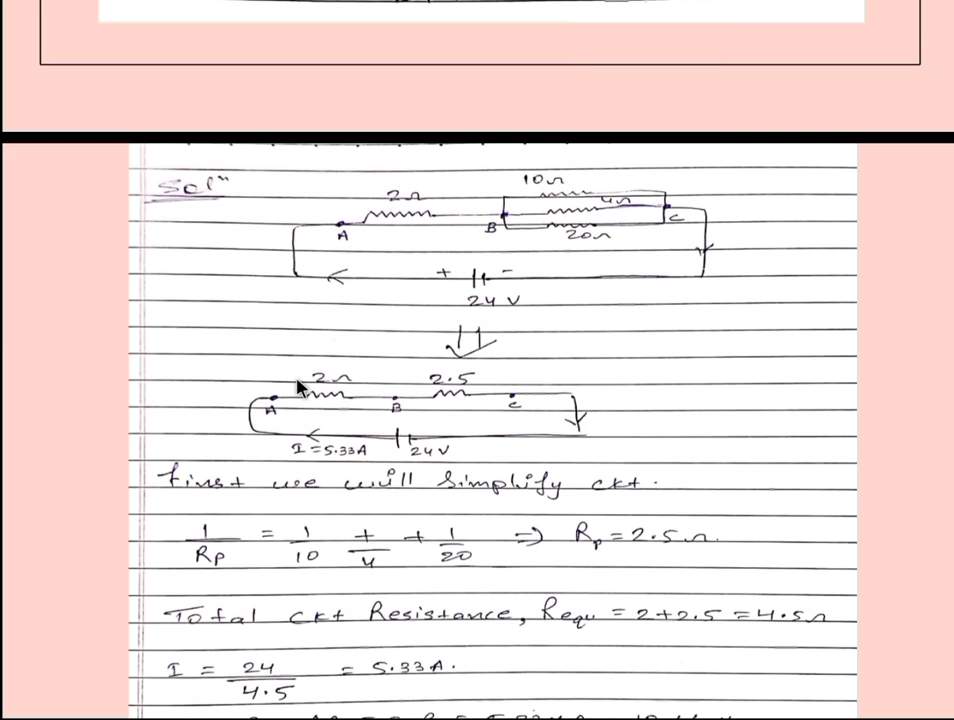 Solⁿ
10Ω
2Ω
4Ω
A
B
C
20Ω
+ -
24 V
2Ω 2.5
A B C
I = 5.33A 24V
First we will Simplify ckt.
1/Rp = 1/10 + 1/4 + 1/20 => Rp = 2.5Ω
Total ckt Resistance, Requ = 2+2.5 = 4.5Ω
I = 24/4.5 = 5.33A.